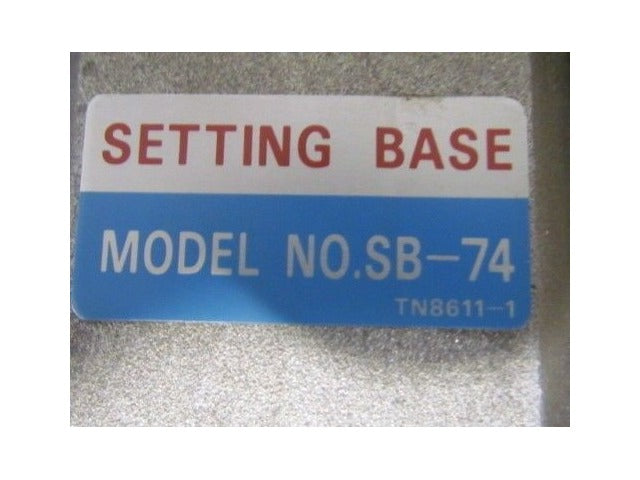 SETTING BASE
MODEL NO.SB-74
TN8611-1